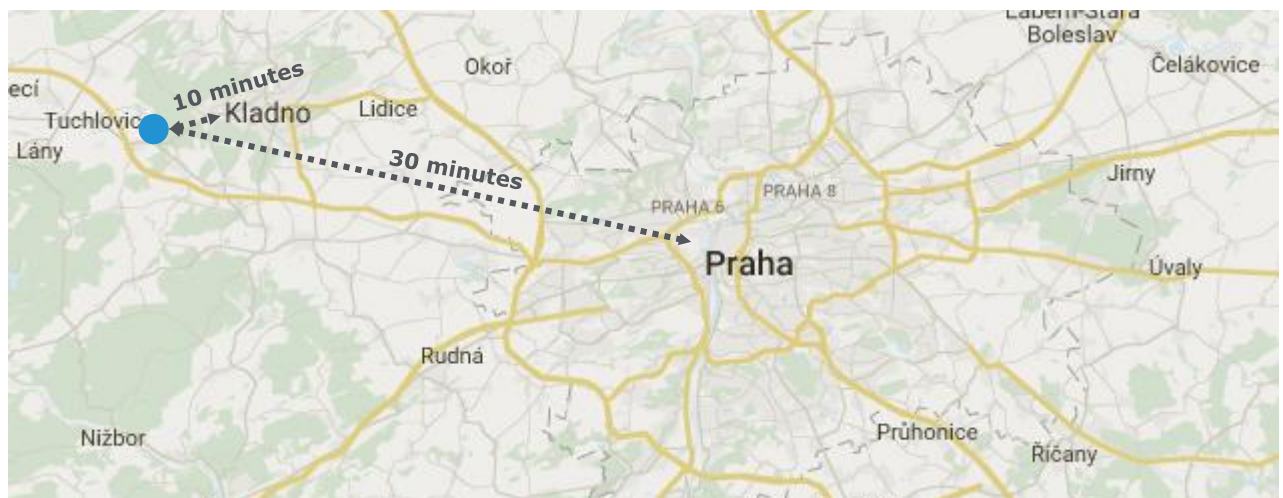 Labem-Stará
Boleslav
Okoř
Čelákovice
ecí
10 minutes
Kladno
Lidice
Tuchlovic
Lány
30 minutes
Jirny
PRAHA 8
PRAHA 6
Praha
Úvaly
Rudná
Nižbor
Průhonice
Říčany